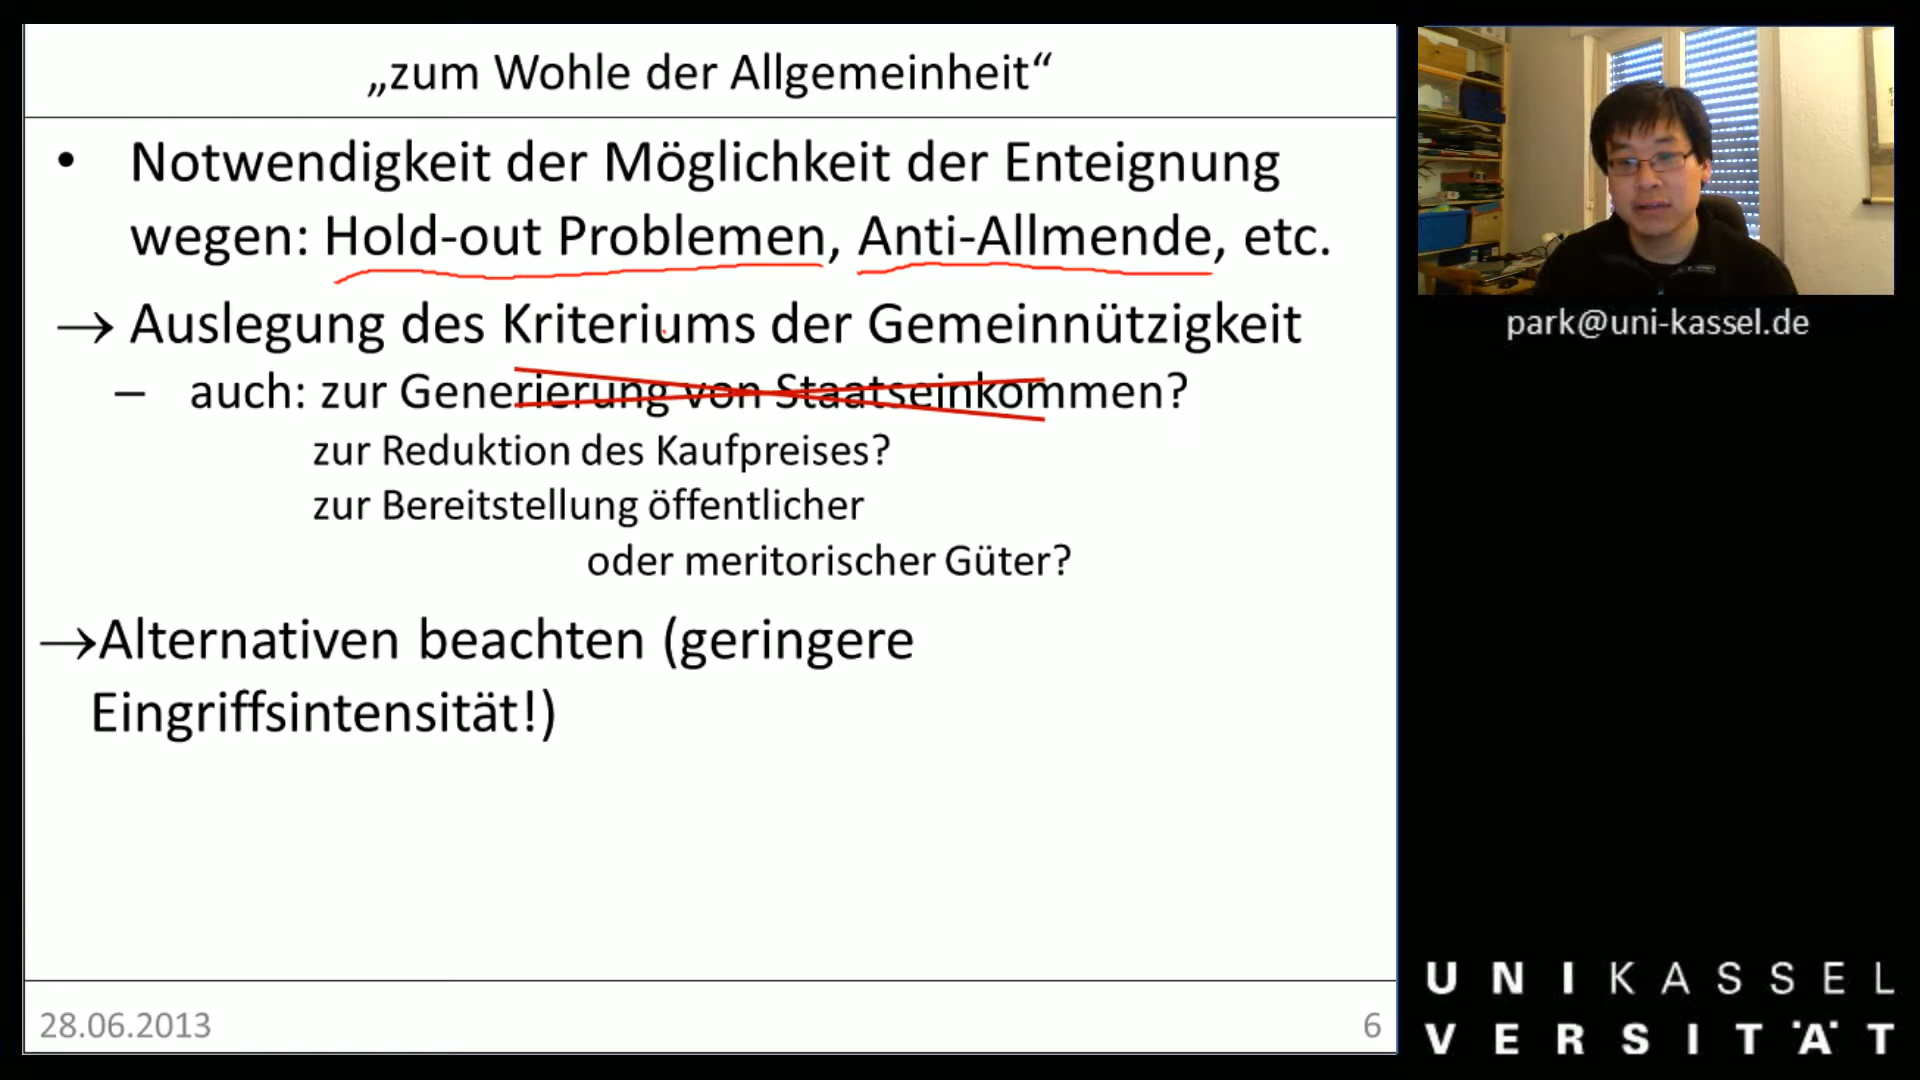 „zum Wohle der Allgemeinheit“
• Notwendigkeit der Möglichkeit der Enteignung
wegen: Hold-out Problemen, Anti-Allmende, etc.
→ Auslegung des Kriteriums der Gemeinnützigkeit
– auch: zur Generierung von Staatseinkommen?
zur Reduktion des Kaufpreises?
zur Bereitstellung öffentlicher
oder meritorischer Güter?
→Alternativen beachten (geringere
Eingriffsintensität!)
28.06.2013
6
park@uni-kassel.de
UNIKASSEL
VERSITÄT